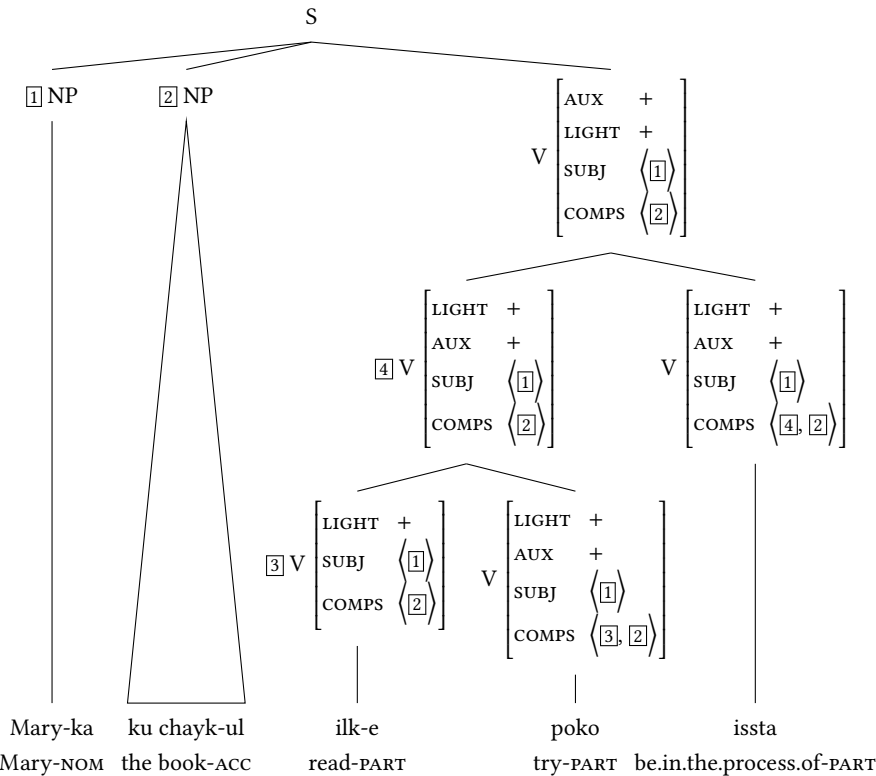 S
1 NP 2 NP
V
AUX +
LIGHT +
SUBJ ⟨1⟩
COMPS ⟨2⟩
4 V
LIGHT +
AUX +
SUBJ ⟨1⟩
COMPS ⟨2⟩
V
LIGHT +
AUX +
SUBJ ⟨1⟩
COMPS ⟨4, 2⟩
3 V
LIGHT +
SUBJ ⟨1⟩
COMPS ⟨2⟩
V
LIGHT +
AUX +
SUBJ ⟨1⟩
COMPS ⟨3, 2⟩
Mary-ka ku chayk-ul ilk-e poko issta
Mary-NOM the book-ACC read-PART try-PART be.in.the.process.of-PART